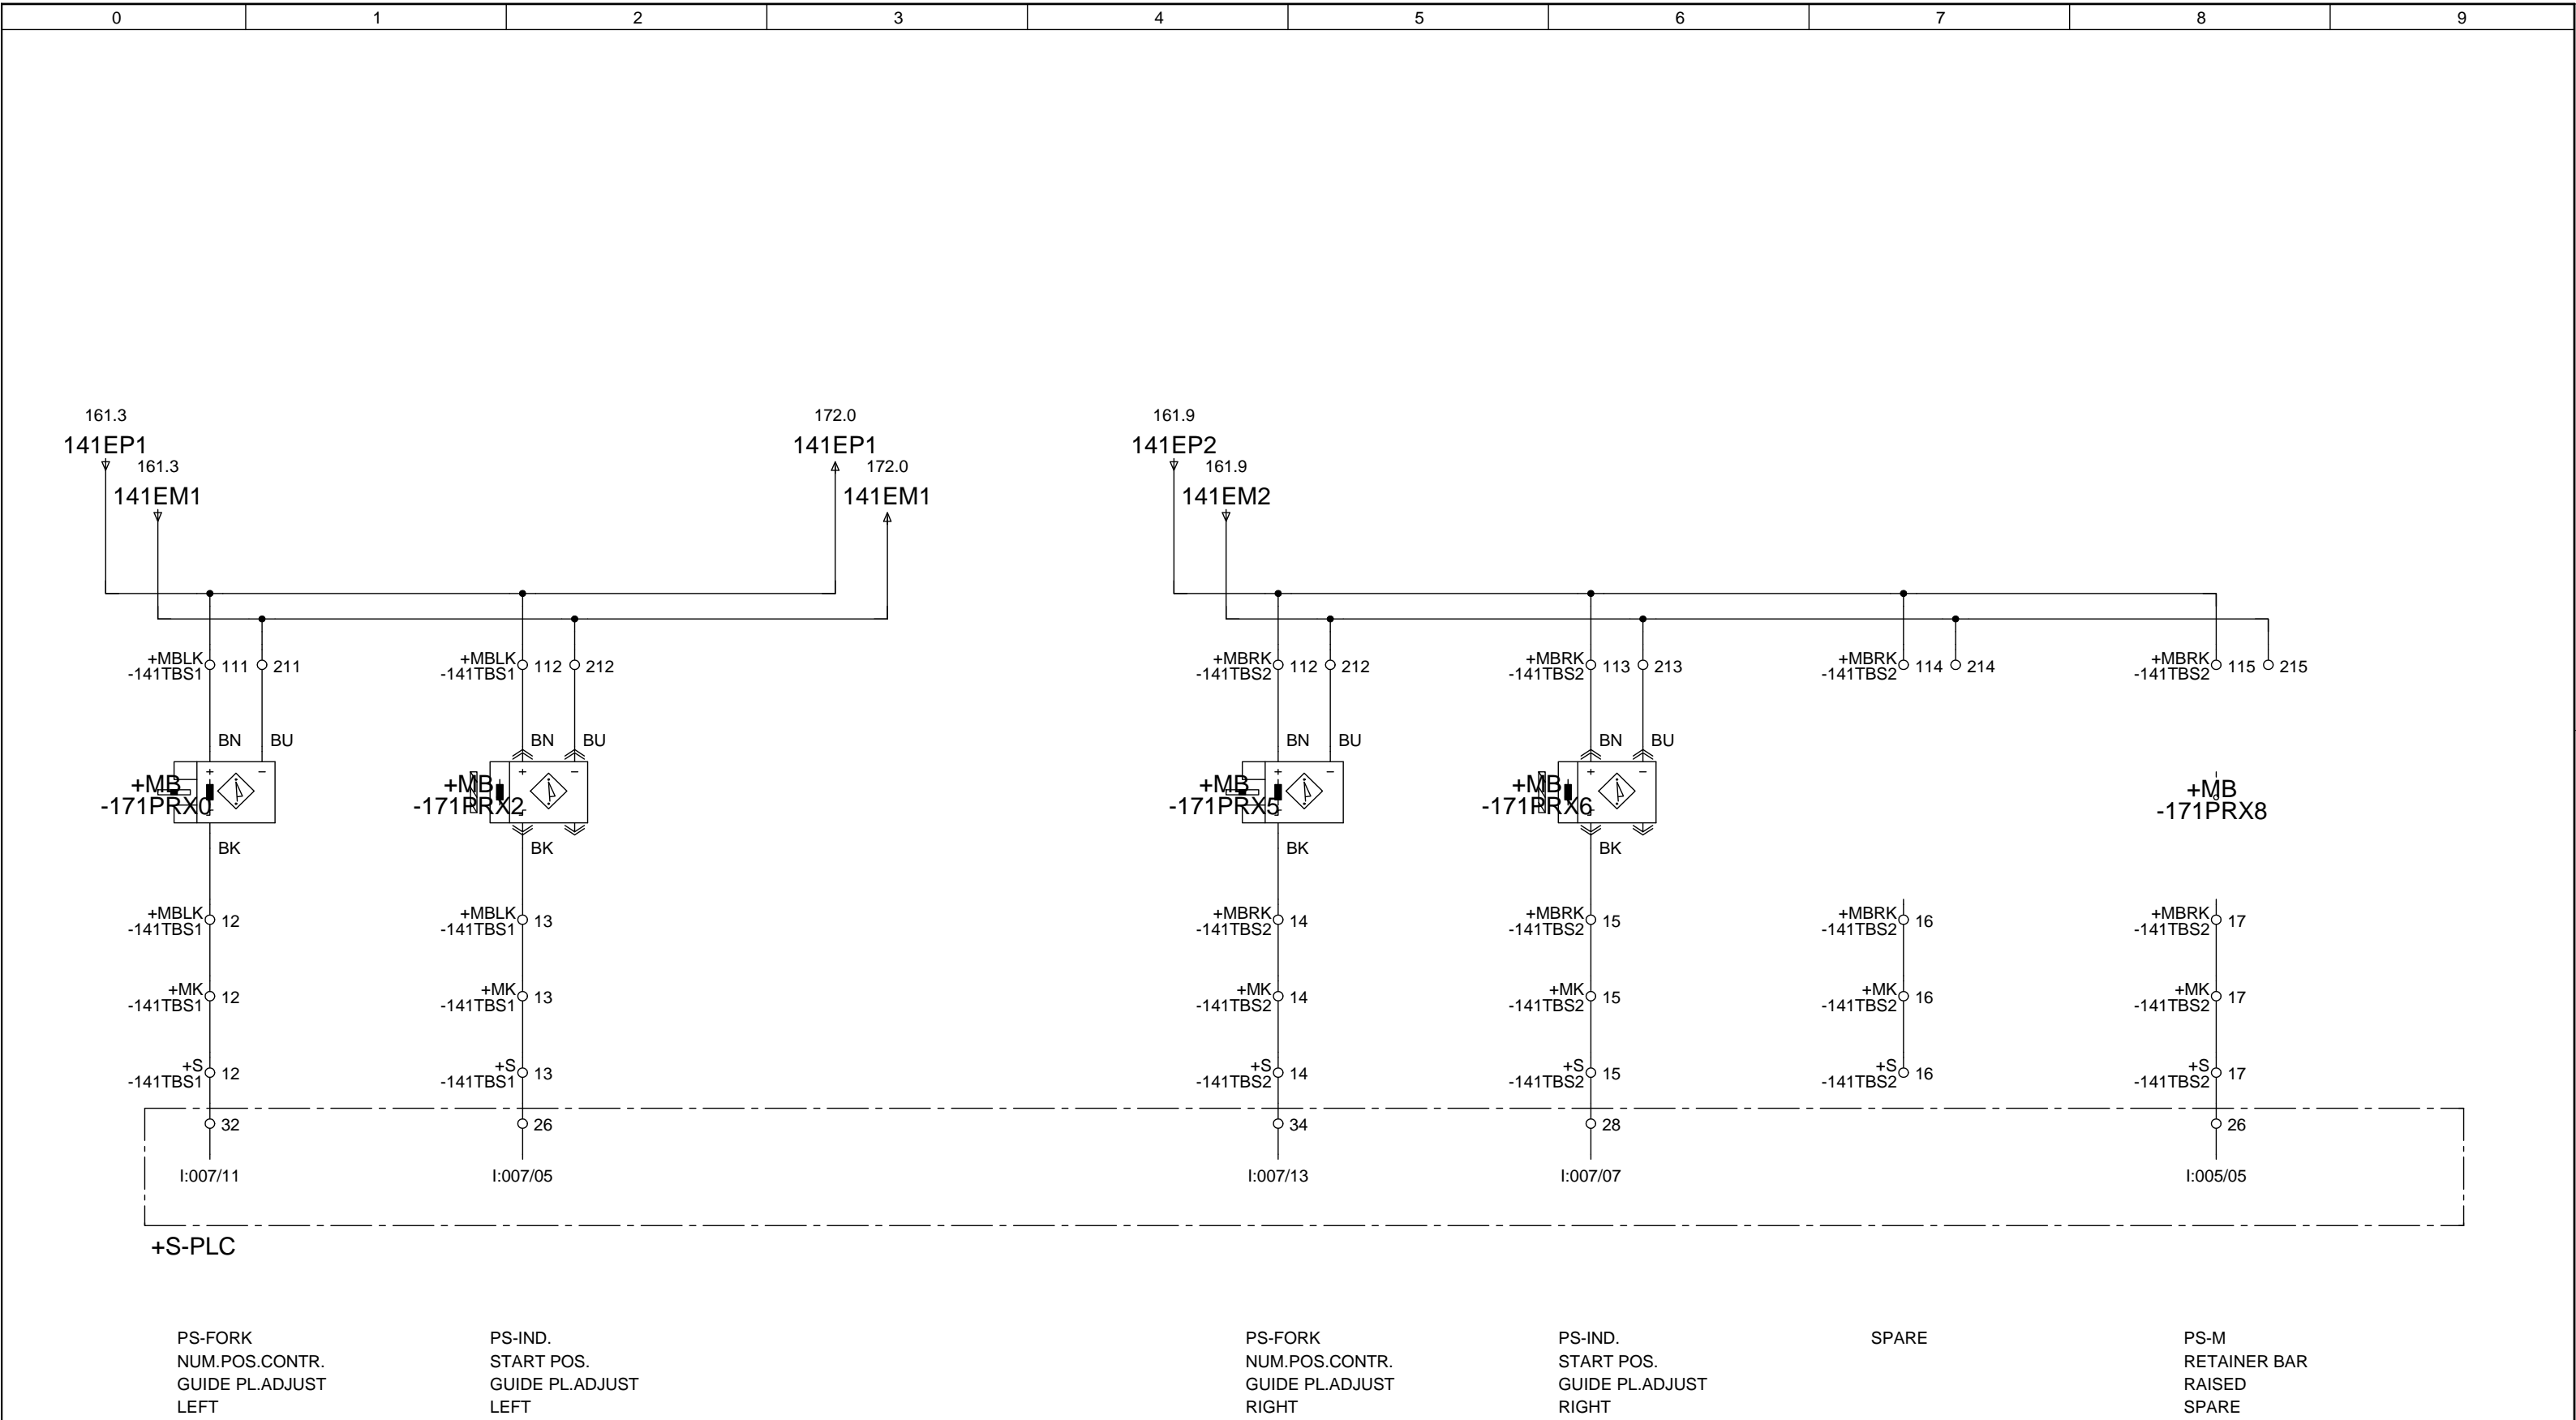 0 1 2 3 4 5 6 7 8 9
161.3 172.0 161.9
141EP1 141EP1 141EP2
161.3 172.0 161.9
141EM1 141EM1 141EM2
+MBLK +MBLK +MBRK +MBRK +MBRK +MBRK
111 211 112 212 112 212 113 213 114 214 115 215
-141TBS1 -141TBS1 -141TBS2 -141TBS2 -141TBS2 -141TBS2
BN BU BN BU BN BU BN BU
+ - + - + - + -
+MB +MB +MB +MB +MB
-171PRX0 -171PRX2 -171PRX5 -171PRX6 -171PRX8
BK BK BK BK
+MBLK +MBLK +MBRK +MBRK +MBRK +MBRK
12 13 14 15 16 17
-141TBS1 -141TBS1 -141TBS2 -141TBS2 -141TBS2 -141TBS2
+MK +MK +MK +MK +MK +MK
12 13 14 15 16 17
-141TBS1 -141TBS1 -141TBS2 -141TBS2 -141TBS2 -141TBS2
+S +S +S +S +S +S
12 13 14 15 16 17
-141TBS1 -141TBS1 -141TBS2 -141TBS2 -141TBS2 -141TBS2
32 26 34 28 26
I:007/11 I:007/05 I:007/13 I:007/07 I:005/05
+S-PLC
PS-FORK PS-IND. PS-FORK PS-IND. SPARE PS-M
NUM.POS.CONTR. START POS. NUM.POS.CONTR. START POS. RETAINER BAR
GUIDE PL.ADJUST GUIDE PL.ADJUST GUIDE PL.ADJUST GUIDE PL.ADJUST RAISED
LEFT LEFT RIGHT RIGHT SPARE